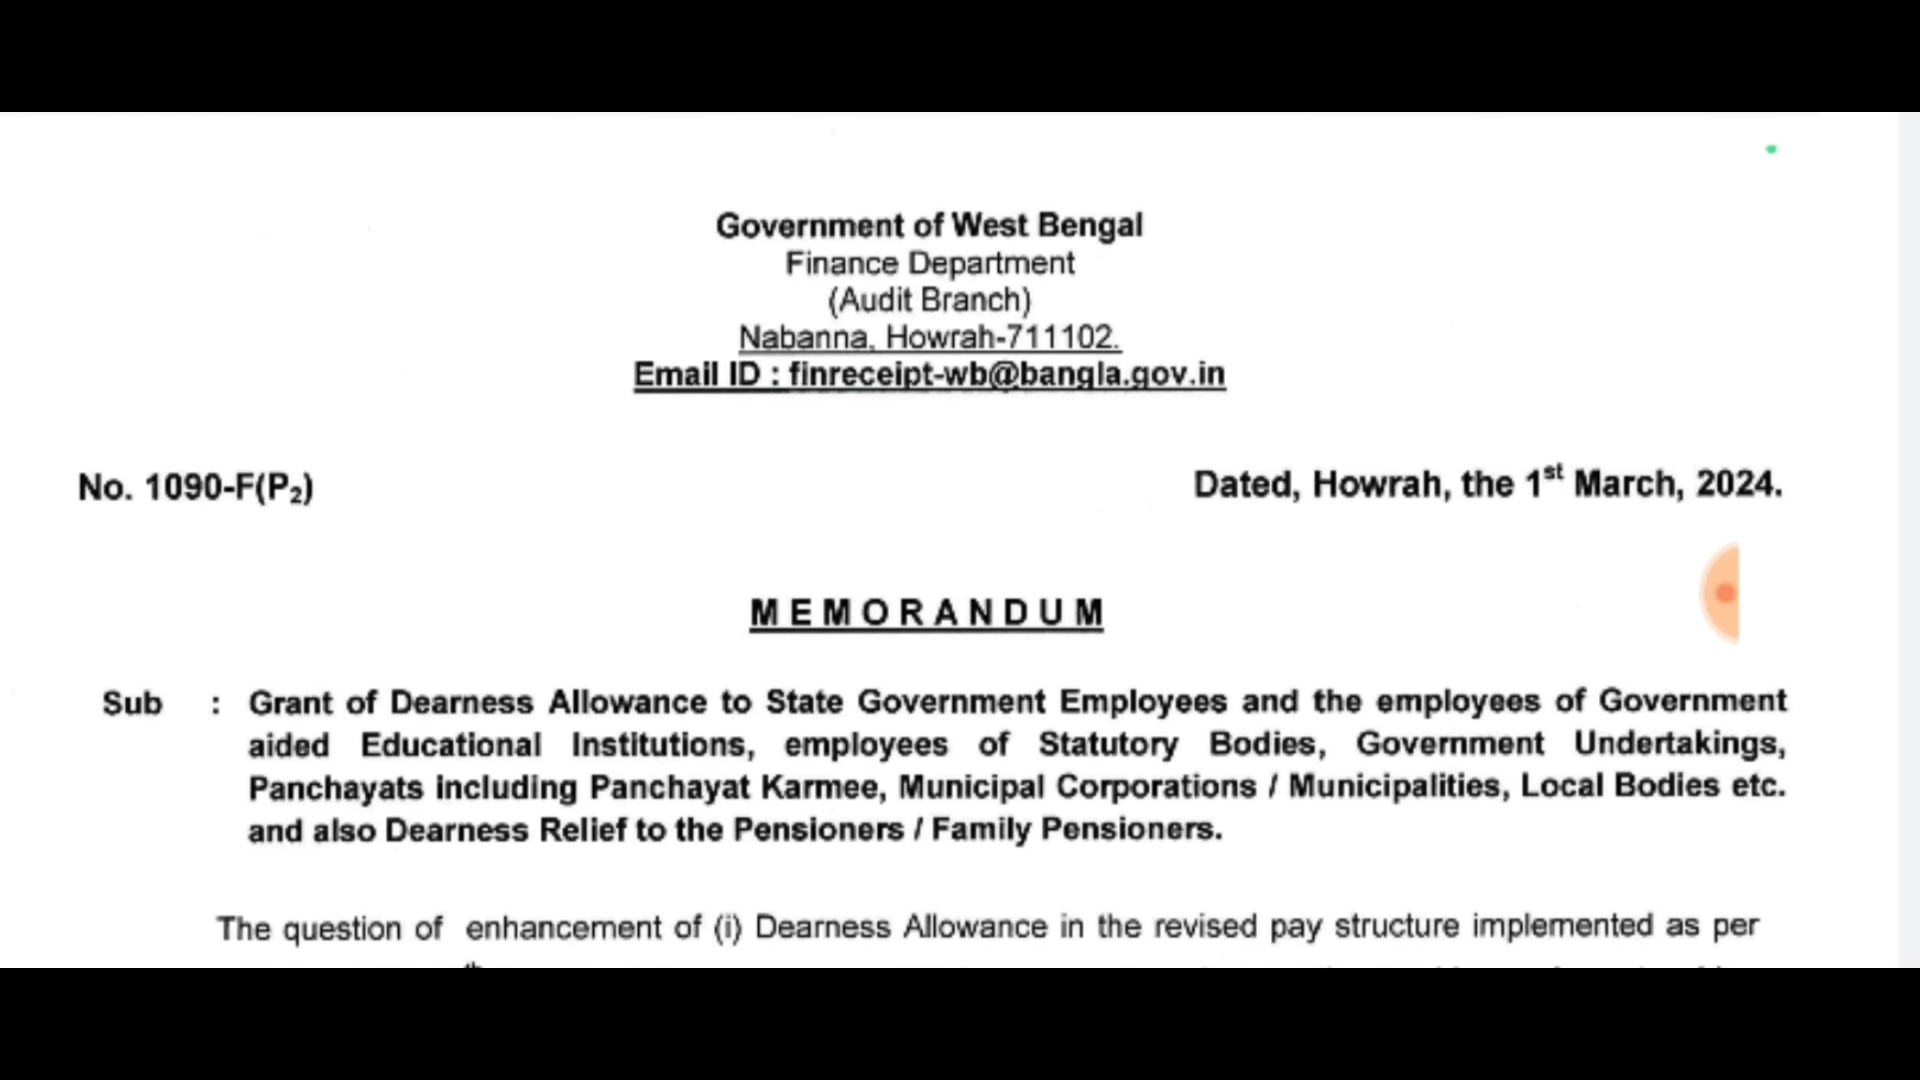 Government of West Bengal
Finance Department
(Audit Branch)
Nabanna, Howrah-711102.
Email ID : finreceipt-wb@bangla.gov.in
No. 1090-F(P₂)
Dated, Howrah, the 1st March, 2024.
MEMORANDUM
Sub : Grant of Dearness Allowance to State Government Employees and the employees of Government
aided Educational Institutions, employees of Statutory Bodies, Government Undertakings,
Panchayats including Panchayat Karmee, Municipal Corporations / Municipalities, Local Bodies etc.
and also Dearness Relief to the Pensioners / Family Pensioners.
The question of enhancement of (i) Dearness Allowance in the revised pay structure implemented as per